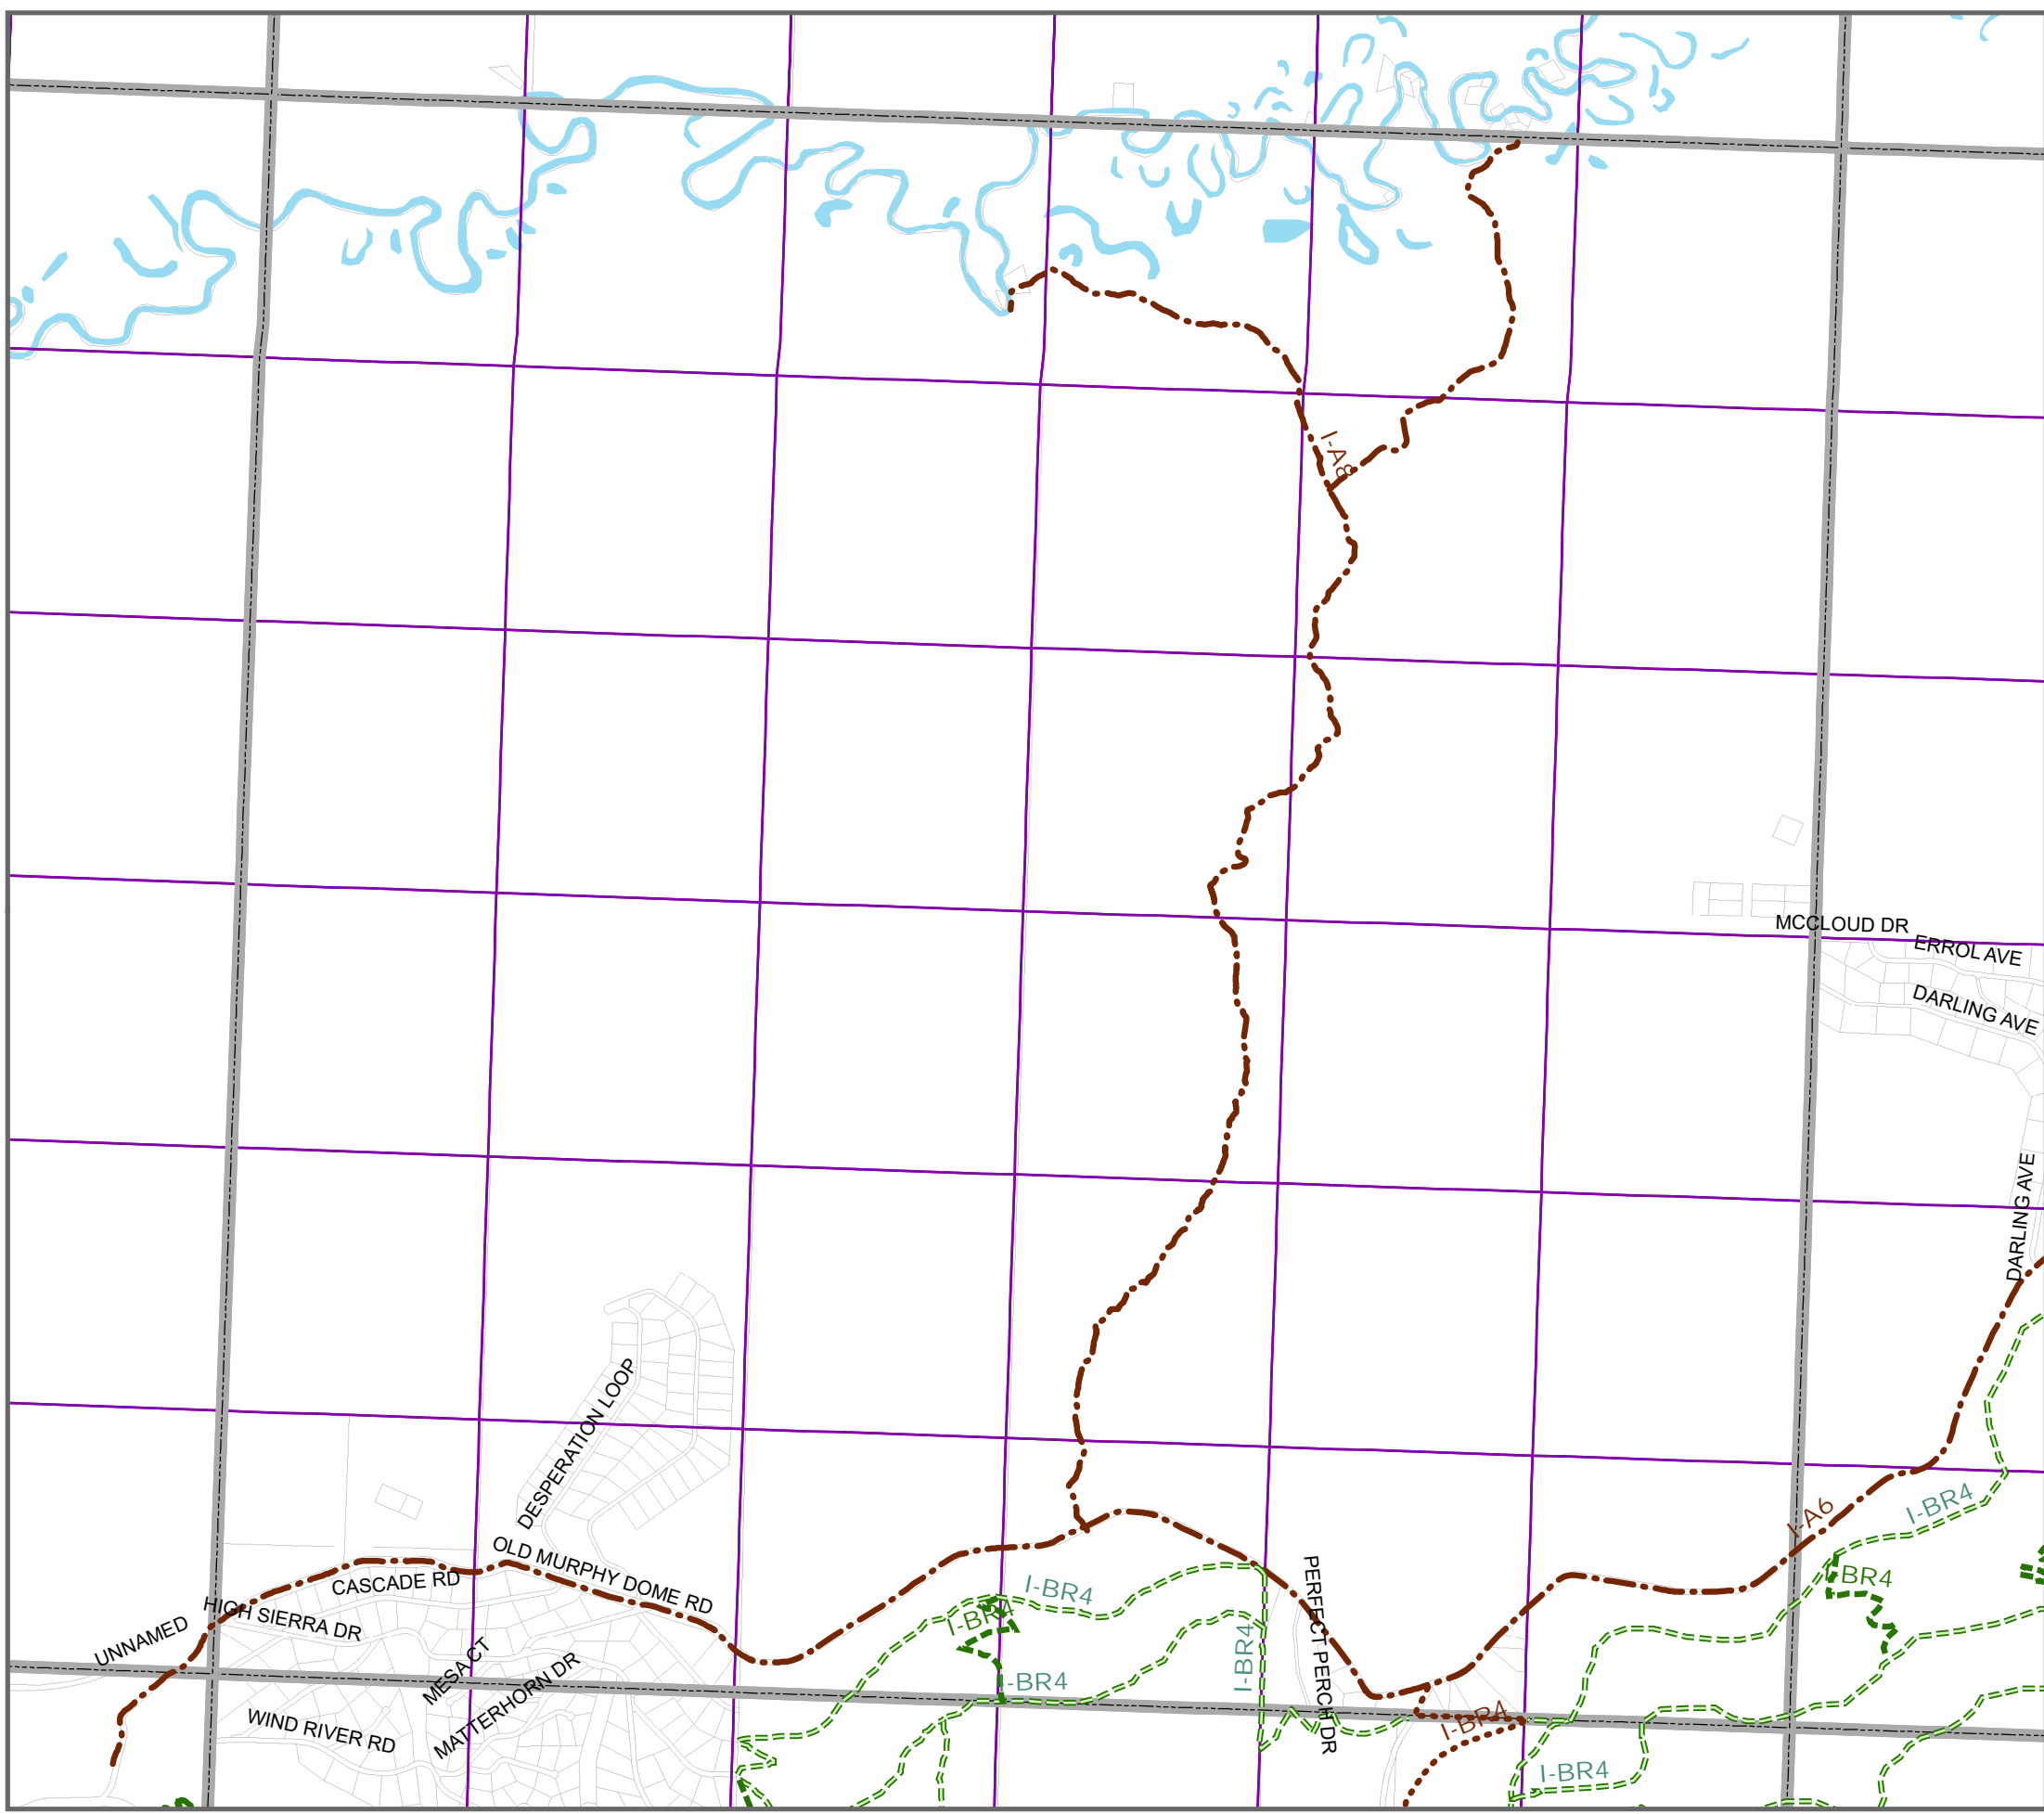 I-A8
MCCLOUD DR
ERROL AVE
DARLING AVE
DARLING AVE
DESPERATION LOOP
I-A6
I-BR4
OLD MURPHY DOME RD
CASCADE RD
HIGH SIERRA DR
UNNAMED
I-BR4
I-BR4
BR4
PERFECT PERCH DR
MESA CT
MATTERHORN DR
I-BR4
I-BR4
WIND RIVER RD
I-BR4
I-BR4